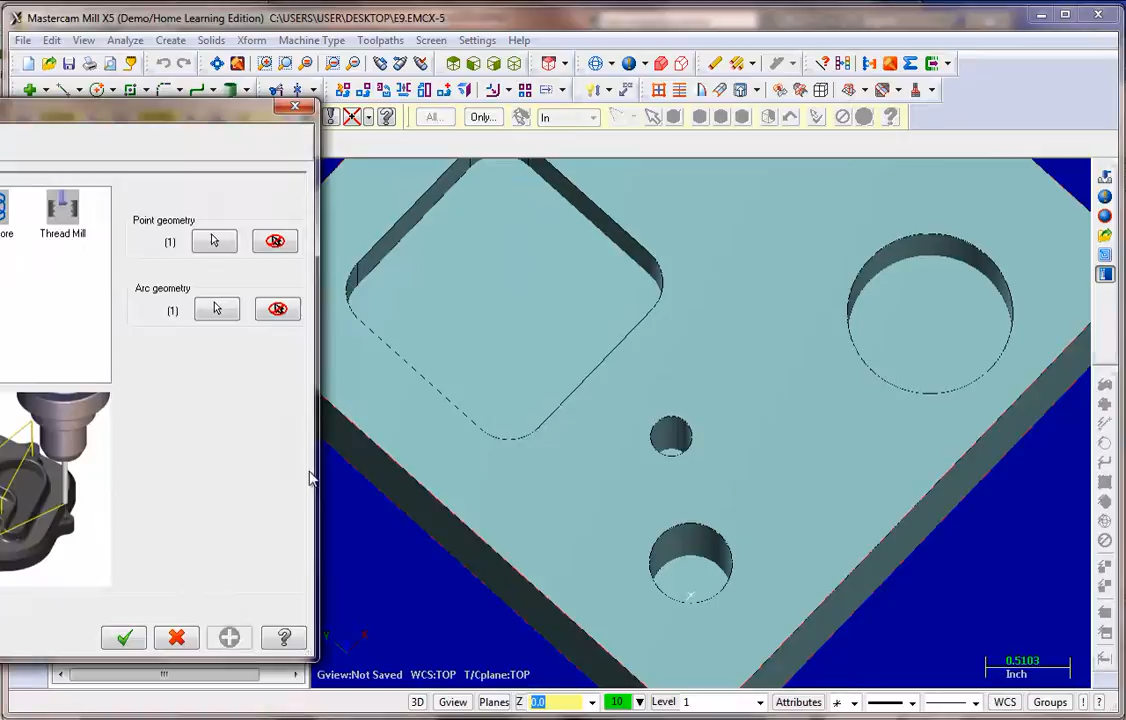 Mastercam Mill X5 (Demo/Home Learning Edition) C:\USERS\USER\DESKTOP\E9.EMCX-5
File Edit View Analyze Create Solids Xform Machine Type Toolpaths Screen Settings Help
All... Only... In
Point geometry
ore Thread Mill
(1)
Arc geometry
(1)
Gview:Not Saved WCS:TOP T/Cplane:TOP
0.5103
Inch
3D Gview Planes Z 0.0 10 Level 1 Attributes WCS Groups ! ?